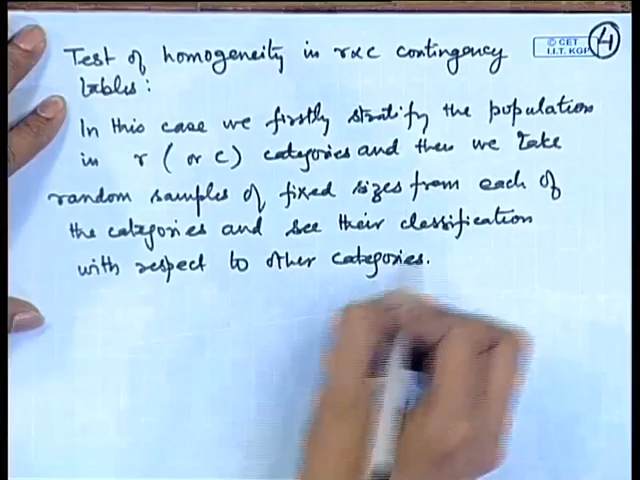 Test of homogeneity in rxc contingency
tables:
In this case we firstly stratify the population
in r (or c) categories and then we take
random samples of fixed sizes from each of
the categories and see their classification
with respect to other categories.
© CET
I.I.T. KGP
14